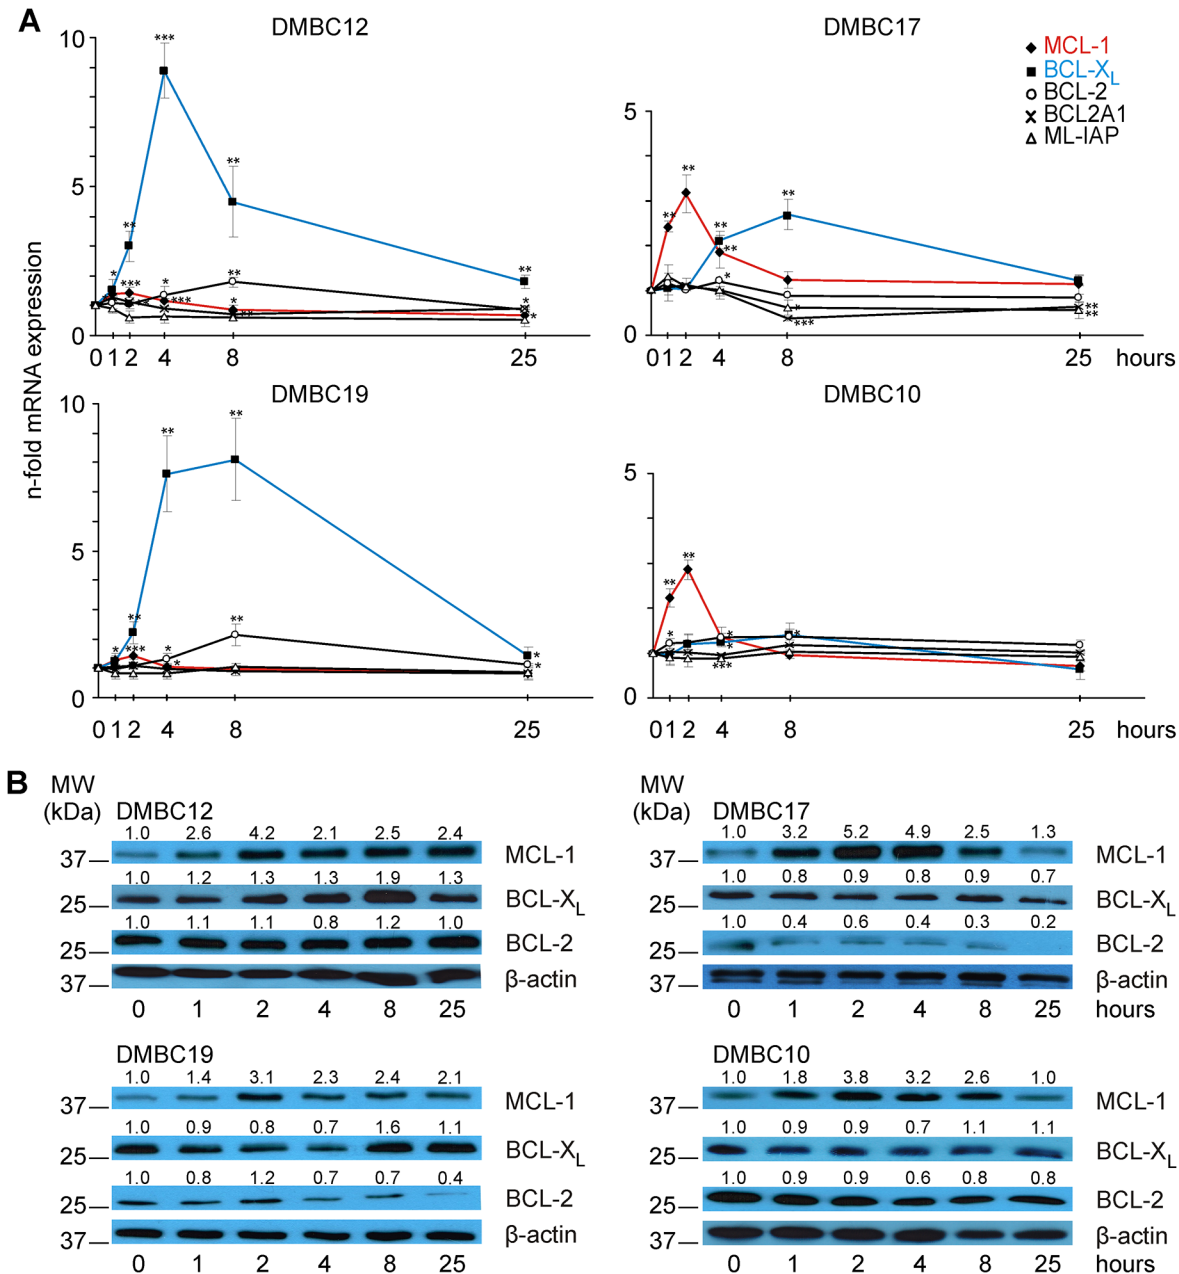 A
DMBC12
DMBC17
MCL-1
BCL-XL
BCL-2
BCL2A1
ML-IAP
n-fold mRNA expression
10
5
0
0 1 2 4 8 25
5
0
0 1 2 4 8 25 hours
DMBC19
DMBC10
10
5
0
0 1 2 4 8 25
5
0
0 1 2 4 8 25 hours
B
MW
(kDa)
DMBC12
1.0 2.6 4.2 2.1 2.5 2.4
37 MCL-1
1.0 1.2 1.3 1.3 1.9 1.3
25 BCL-XL
1.0 1.1 1.1 0.8 1.2 1.0
25 BCL-2
37 β-actin
0 1 2 4 8 25
MW
(kDa)
DMBC17
1.0 3.2 5.2 4.9 2.5 1.3
37 MCL-1
1.0 0.8 0.9 0.8 0.9 0.7
25 BCL-XL
1.0 0.4 0.6 0.4 0.3 0.2
25 BCL-2
37 β-actin
0 1 2 4 8 25 hours
DMBC19
1.0 1.4 3.1 2.3 2.4 2.1
37 MCL-1
1.0 0.9 0.8 0.7 1.6 1.1
25 BCL-XL
1.0 0.8 1.2 0.7 0.7 0.4
25 BCL-2
37 β-actin
0 1 2 4 8 25
DMBC10
1.0 1.8 3.8 3.2 2.6 1.0
37 MCL-1
1.0 0.9 0.9 0.7 1.1 1.1
25 BCL-XL
1.0 0.9 0.9 0.6 0.8 0.8
25 BCL-2
37 β-actin
0 1 2 4 8 25 hours